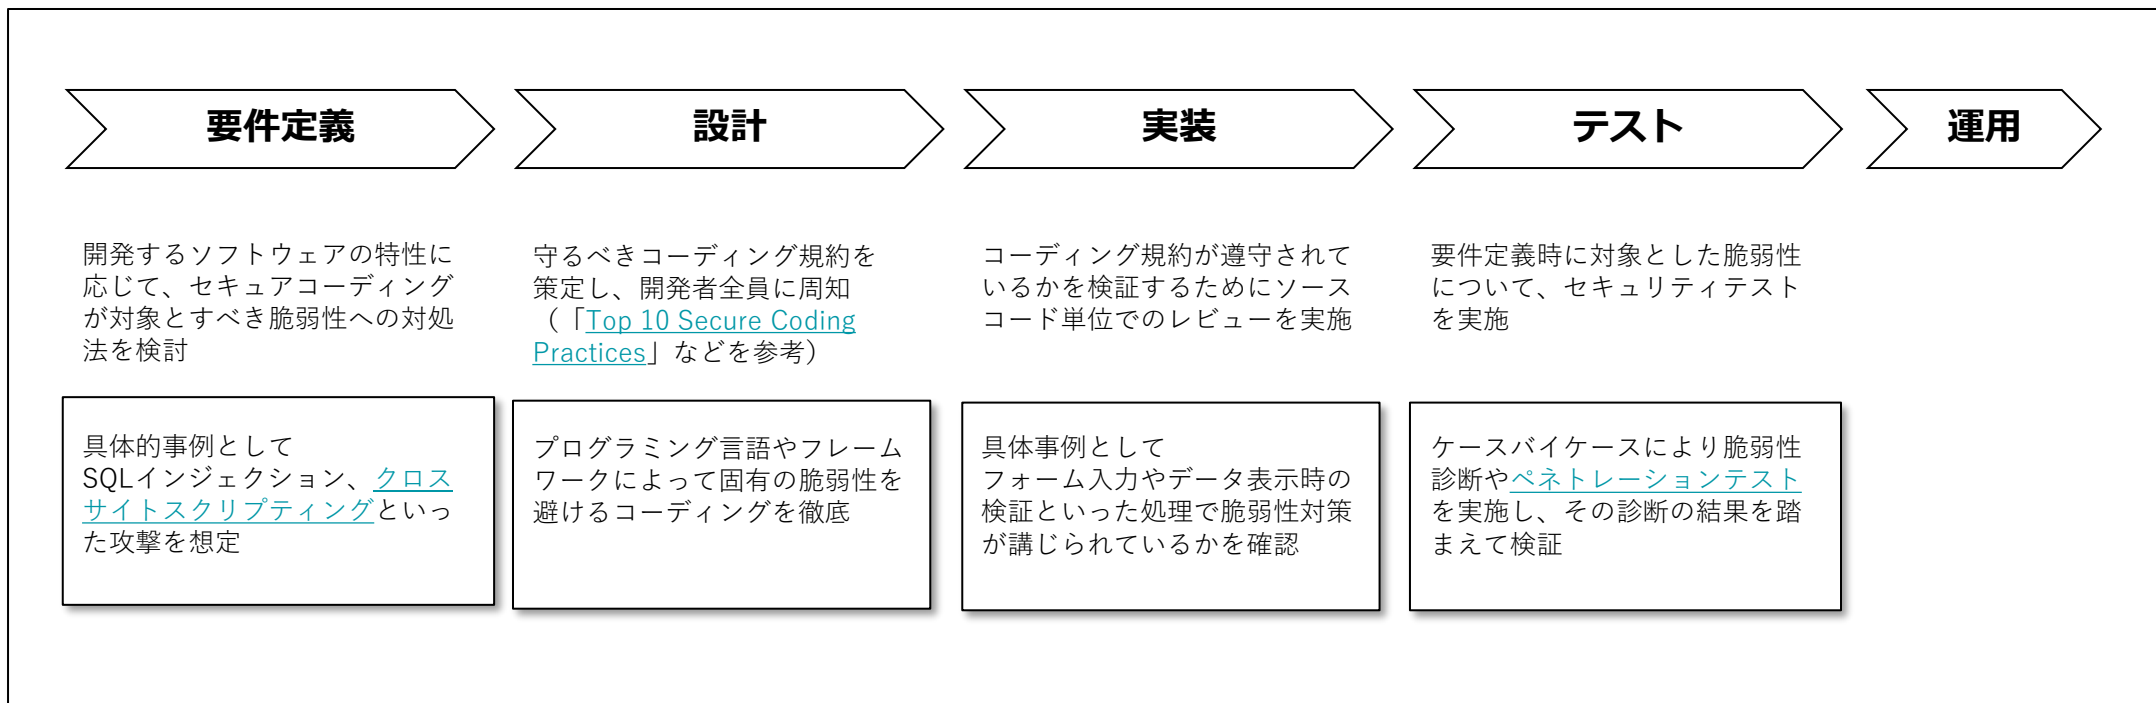 要件定義
設計
実装
テスト
運用
開発するソフトウェアの特性に
応じて、セキュアコーディング
が対象とすべき脆弱性への対処
法を検討
守るべきコーディング規約を
策定し、開発者全員に周知
（「Top 10 Secure Coding
Practices」などを参考）
コーディング規約が遵守されて
いるかを検証するためにソース
コード単位でのレビューを実施
要件定義時に対象とした脆弱性
について、セキュリティテスト
を実施
具体的事例として
SQLインジェクション、クロス
サイトスクリプティングといっ
た攻撃を想定
プログラミング言語やフレーム
ワークによって固有の脆弱性を
避けるコーディングを徹底
具体事例として
フォーム入力やデータ表示時の
検証といった処理で脆弱性対策
が講じられているかを確認
ケースバイケースにより脆弱性
診断やペネトレーションテスト
を実施し、その診断の結果を踏
まえて検証